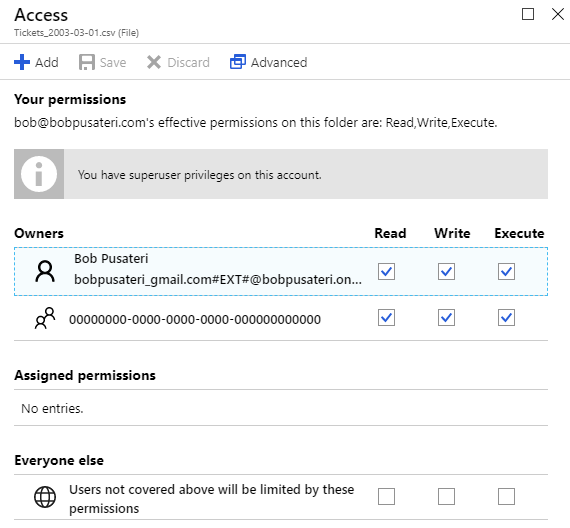 Access
Tickets_2003-03-01.csv (File)
Add Save Discard Advanced
Your permissions
bob@bobpusateri.com's effective permissions on this folder are: Read,Write,Execute.
You have superuser privileges on this account.
Owners Read Write Execute
Bob Pusateri
bobpusateri_gmail.com#EXT#@bobpusateri.on...
00000000-0000-0000-0000-000000000000
Assigned permissions
No entries.
Everyone else
Users not covered above will be limited by these
permissions